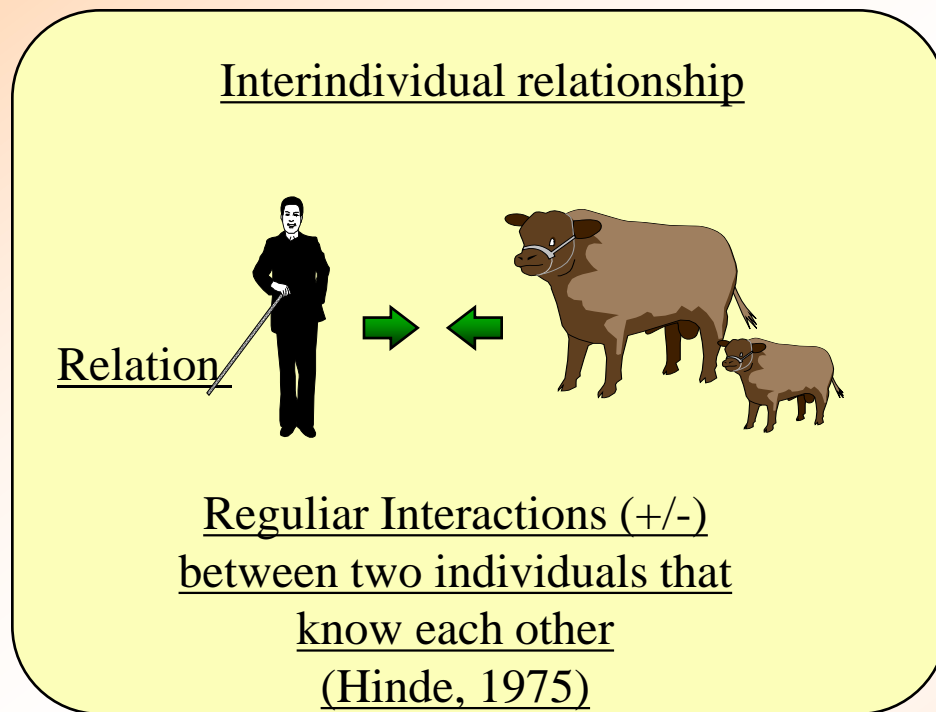 Interindividual relationship
Relation
Reguliar Interactions (+/-)
between two individuals that
know each other
(Hinde, 1975)